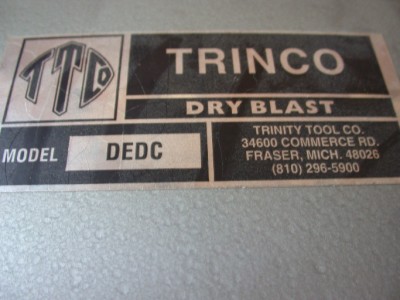 TTCo
TRINCO
DRY BLAST
MODEL DEDC
TRINITY TOOL CO.
34600 COMMERCE RD.
FRASER, MICH. 48026
(810) 296-5900